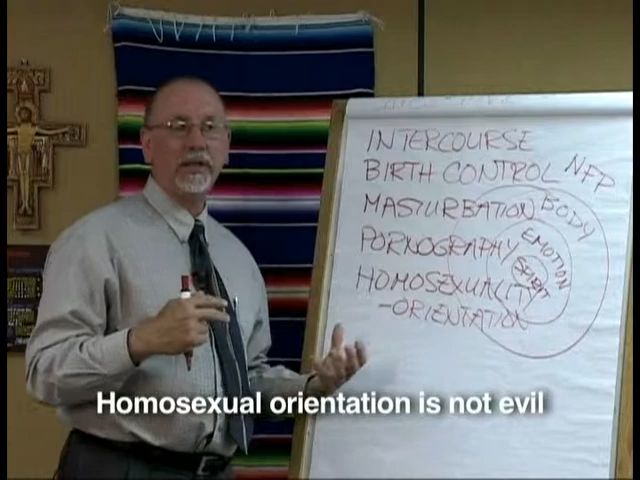 INTERCOURSE
BIRTH CONTROL NFP
MASTURBATION BODY
PORNOGRAPHY EMOTION
SPIRIT
HOMOSEXUALITY
-ORIENTATION
Homosexual orientation is not evil